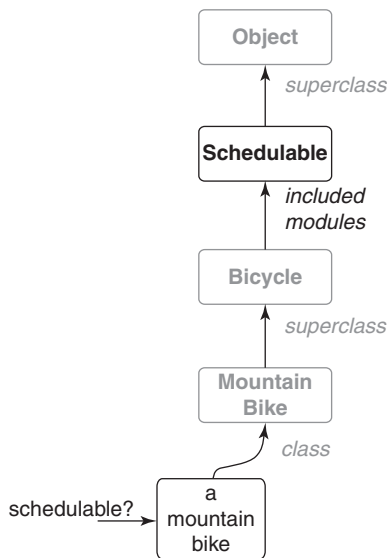 Object
superclass
Schedulable
included
modules
Bicycle
superclass
Mountain
Bike
class
schedulable?
a
mountain
bike